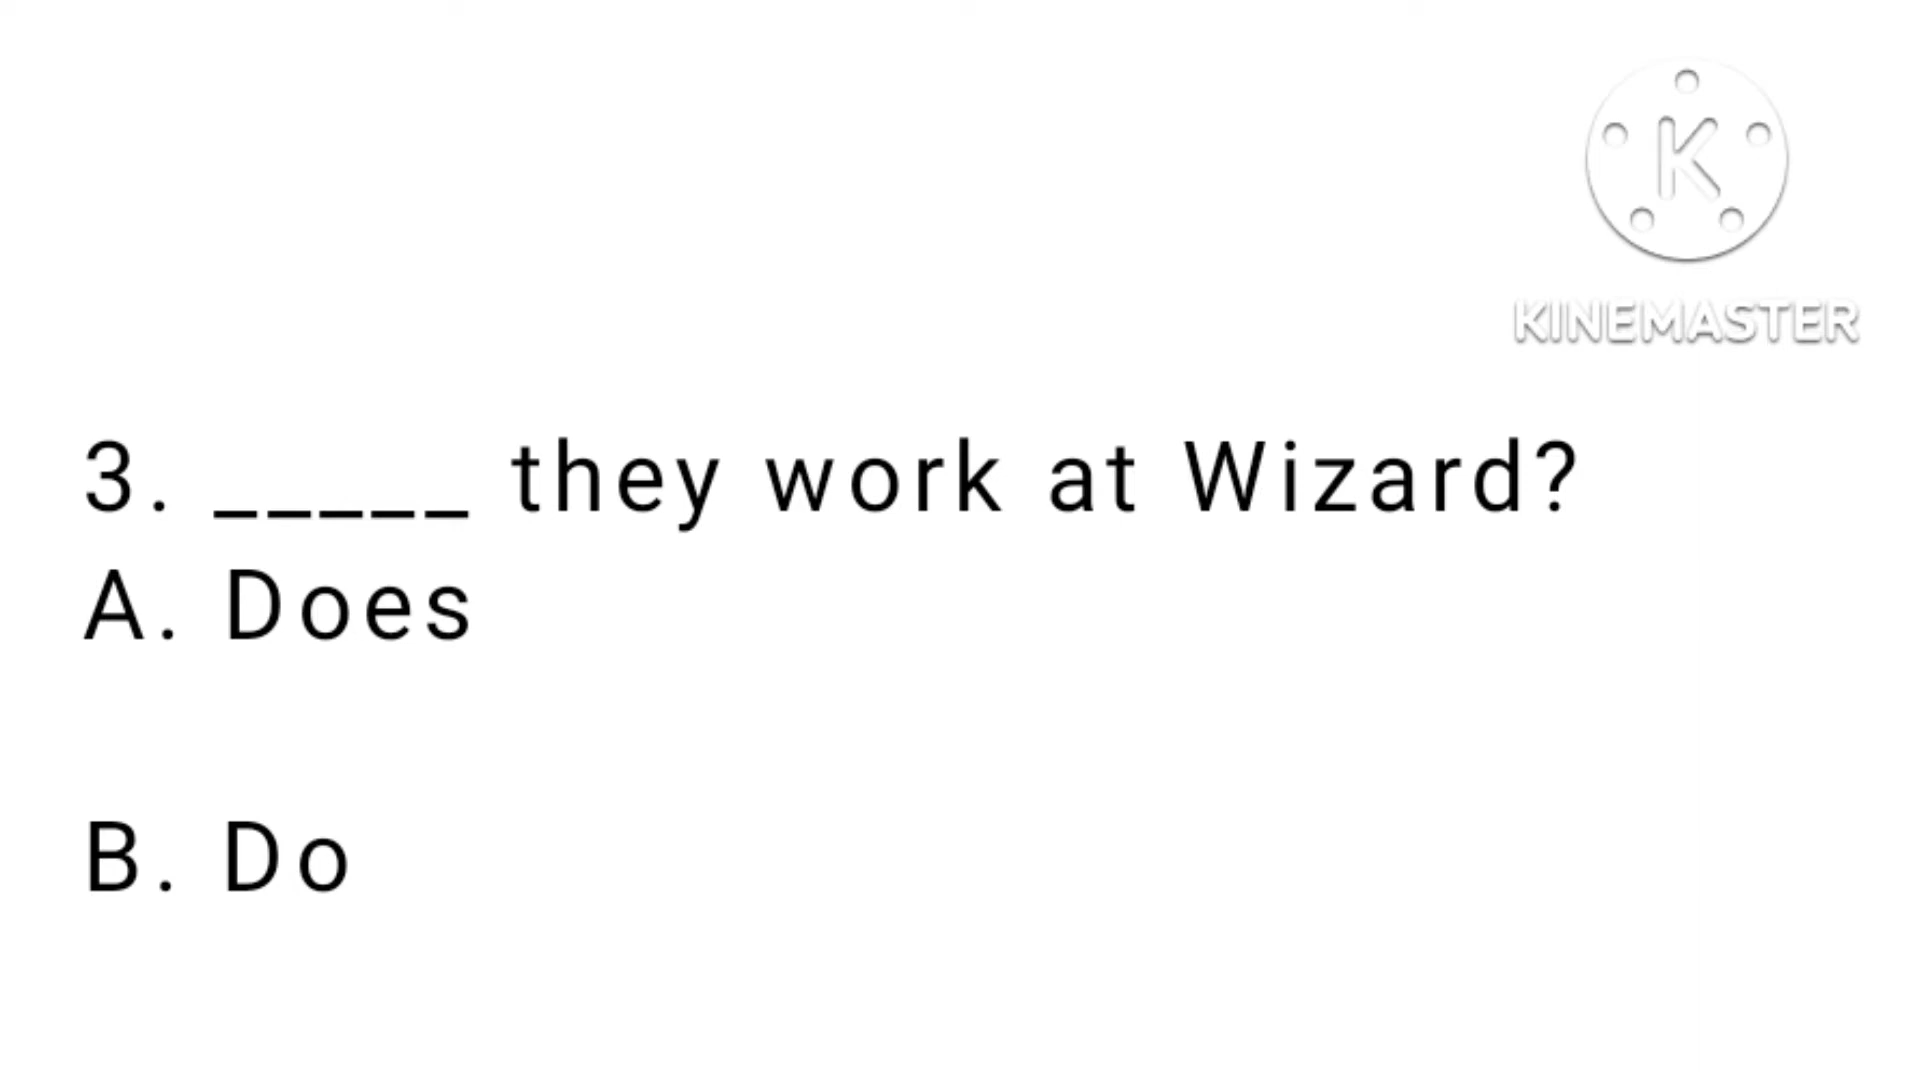 K
KINEMASTER
3. _____ they work at Wizard?
A. Does
B. Do